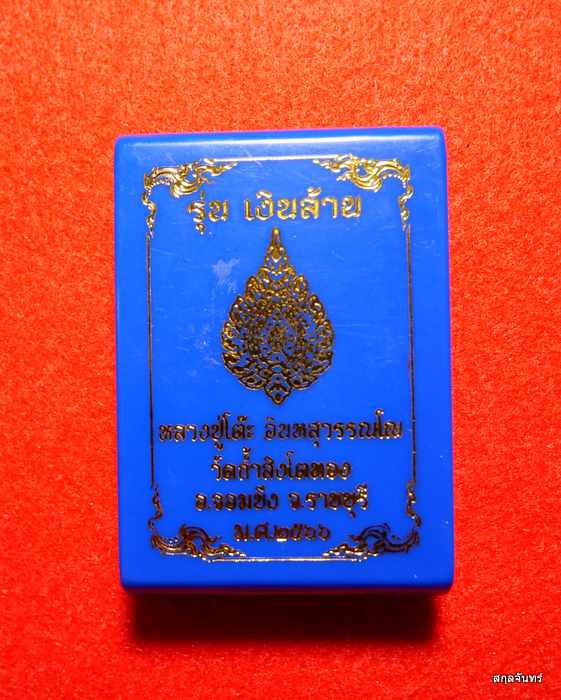 รุ่น เงินล้าน
หลวงปู่โต๊ะ อินทสุวรรณโณ
วัดถ้ำสิงโตทอง
อ.จอมบึง จ.ราชบุรี
พ.ศ.๒๕๖๖
สกุลจันทร์